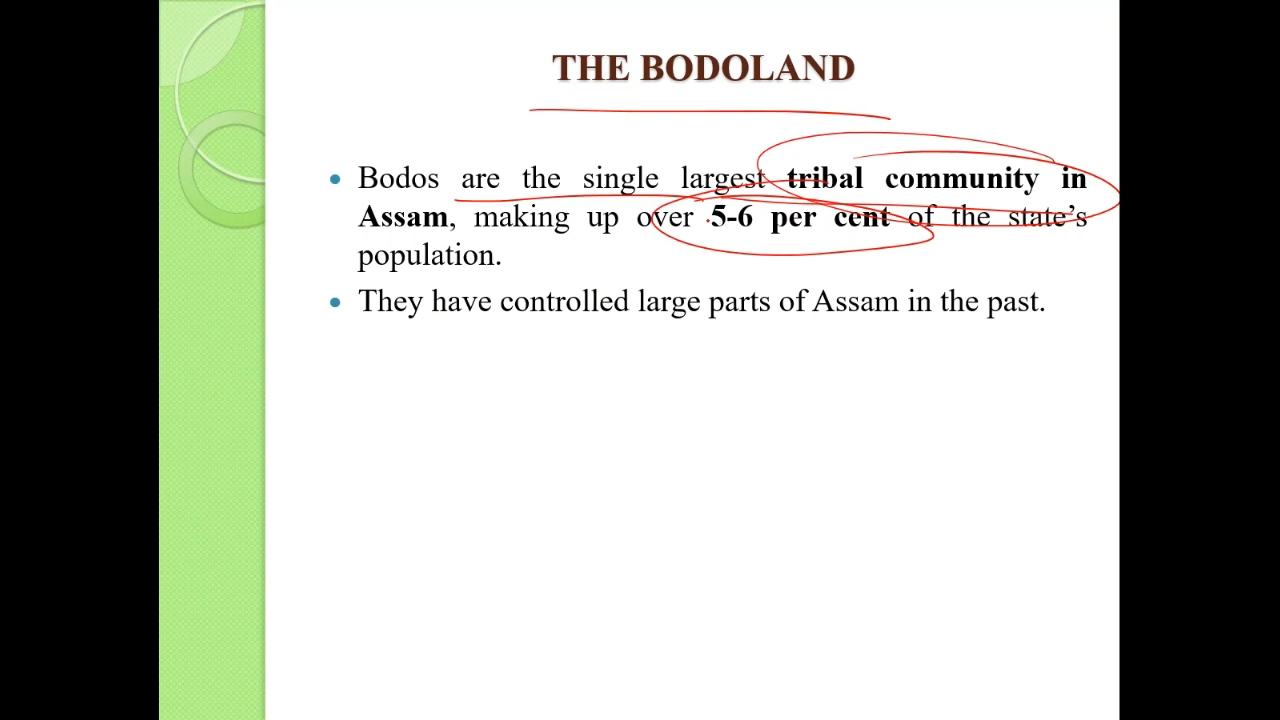 THE BODOLAND
• Bodos are the single largest tribal community in
Assam, making up over 5-6 per cent of the state’s
population.
• They have controlled large parts of Assam in the past.